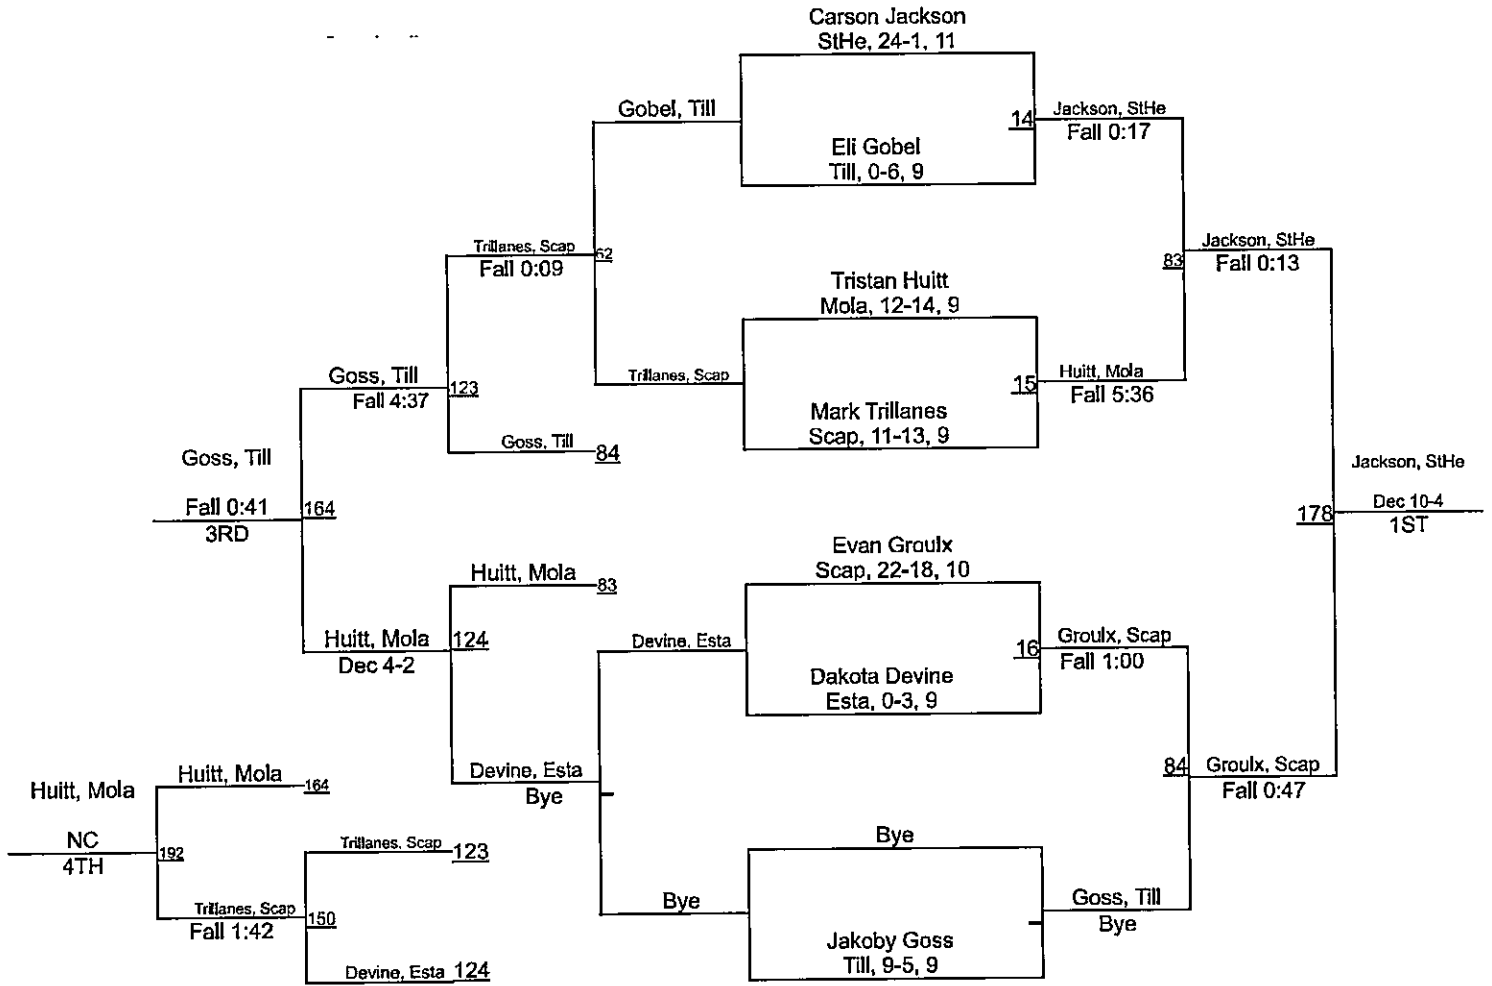 Carson Jackson
StHe, 24-1, 11
Gobel, Till
14
Jackson, StHe
Fall 0:17
Eli Gobel
Till, 0-6, 9
Trillanes, Scap
62
Fall 0:09
Jackson, StHe
83
Fall 0:13
Tristan Huitt
Mola, 12-14, 9
Goss, Till
123
Fall 4:37
Trillanes, Scap
15
Huitt, Mola
Fall 5:36
Mark Trillanes
Scap, 11-13, 9
Goss, Till
84
Goss, Till
Jackson, StHe
Fall 0:41
164
3RD
178
Dec 10-4
1ST
Evan Groulx
Scap, 22-18, 10
Huitt, Mola
83
Huitt, Mola
124
Dec 4-2
Devine, Esta
16
Groulx, Scap
Fall 1:00
Dakota Devine
Esta, 0-3, 9
Huitt, Mola
Huitt, Mola
164
Devine, Esta
Bye
84
Groulx, Scap
Fall 0:47
NC
192
4TH
Trillanes, Scap
123
Bye
Trillanes, Scap
150
Fall 1:42
Bye
Goss, Till
Bye
Jakoby Goss
Till, 9-5, 9
Devine, Esta
124